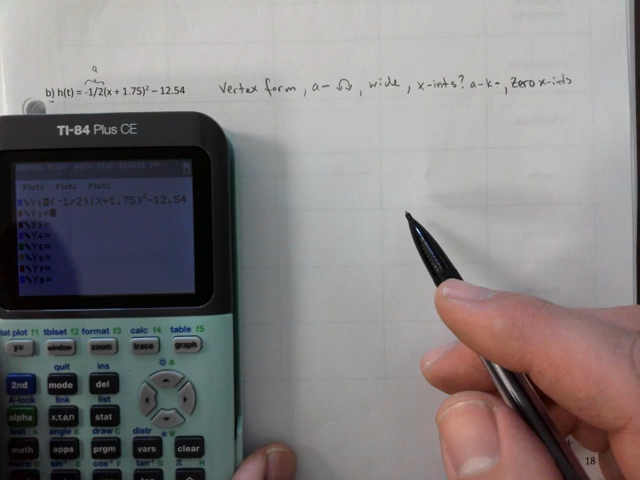 a
b) h(t) = -1/2(x + 1.75)² - 12.54 Vertex form, a- , wide, x-ints? a- k-, Zero x-ints
TI-84 Plus CE
Plot1 Plot2 Plot3
\Y1=(-1/2)(X+1.75)²-12.54
\Y2=
\Y3=
\Y4=
\Y5=
\Y6=
\Y7=
\Y8=
stat plot f1 tblset f2 format f3 calc f4 table f5
y= window zoom trace graph
quit ins
2nd mode del
A-lock link list
alpha X,T,θ,n stat
test A angle B draw C distr
math apps prgm vars clear
18